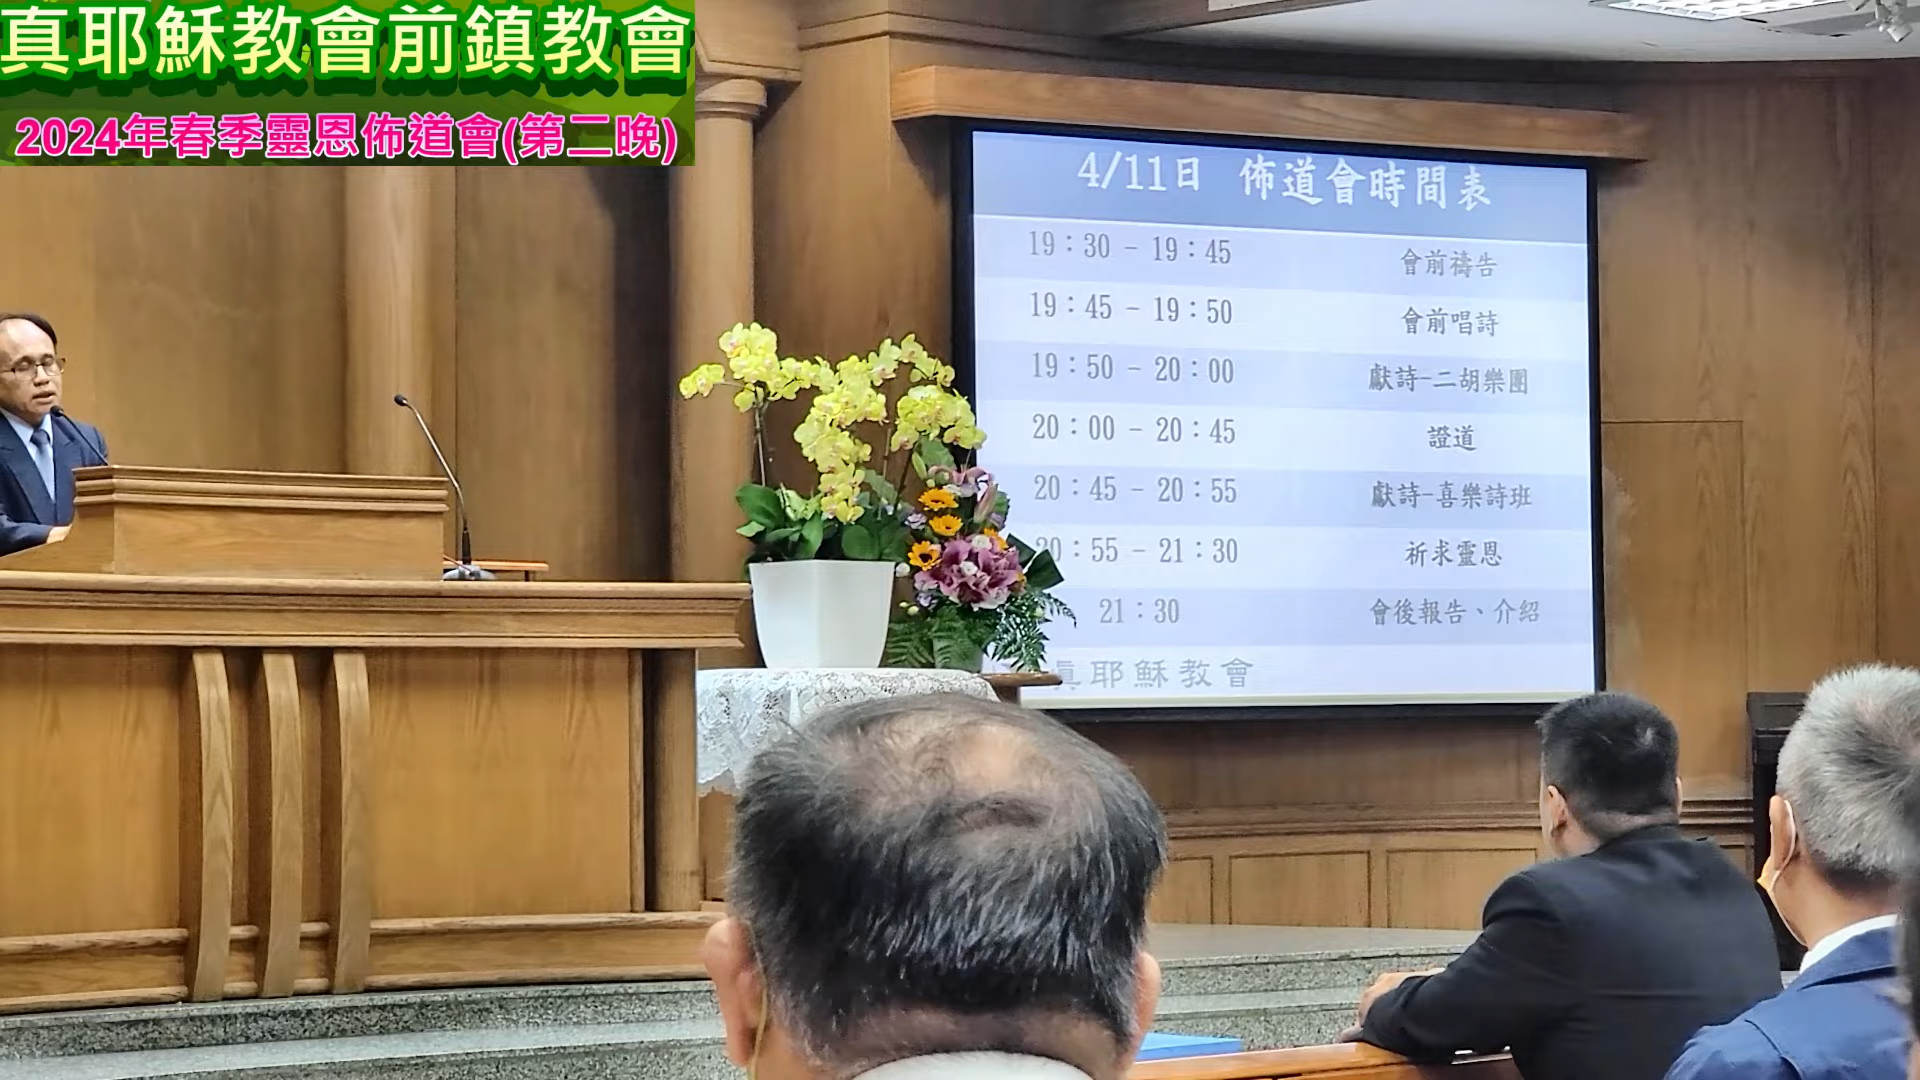 真耶穌教會前鎮教會
2024年春季靈恩佈道會(第二晚)
4/11日 佈道會時間表
19：30 - 19：45 會前禱告
19：45 - 19：50 會前唱詩
19：50 - 20：00 獻詩-二胡樂團
20：00 - 20：45 證道
20：45 - 20：55 獻詩-喜樂詩班
20：55 - 21：30 祈求靈恩
21：30 會後報告、介紹
真耶穌教會